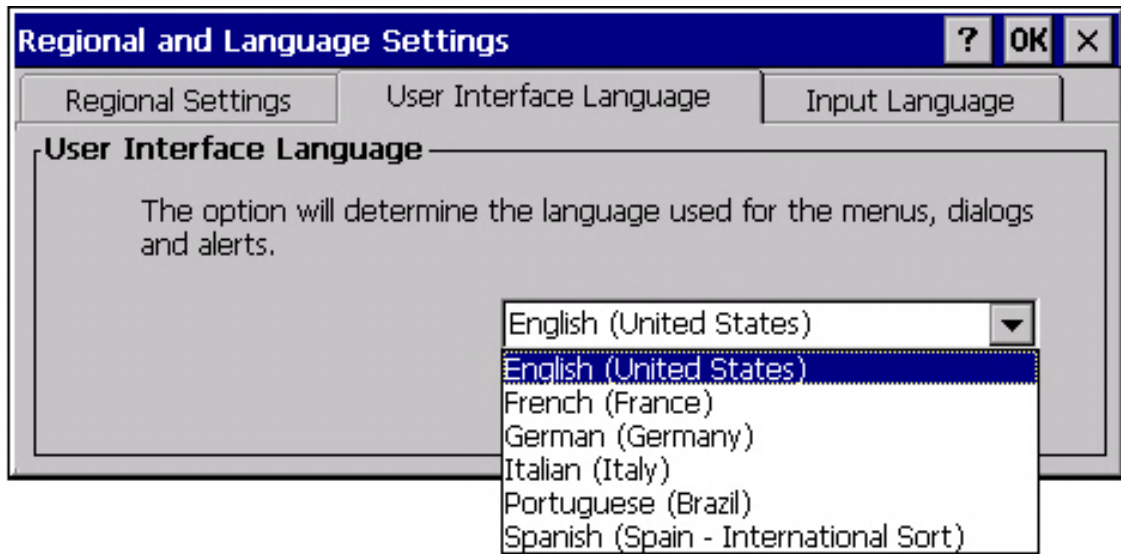 Regional and Language Settings ? OK ×
Regional Settings User Interface Language Input Language
User Interface Language
The option will determine the language used for the menus, dialogs
and alerts.
English (United States)
English (United States)
French (France)
German (Germany)
Italian (Italy)
Portuguese (Brazil)
Spanish (Spain - International Sort)